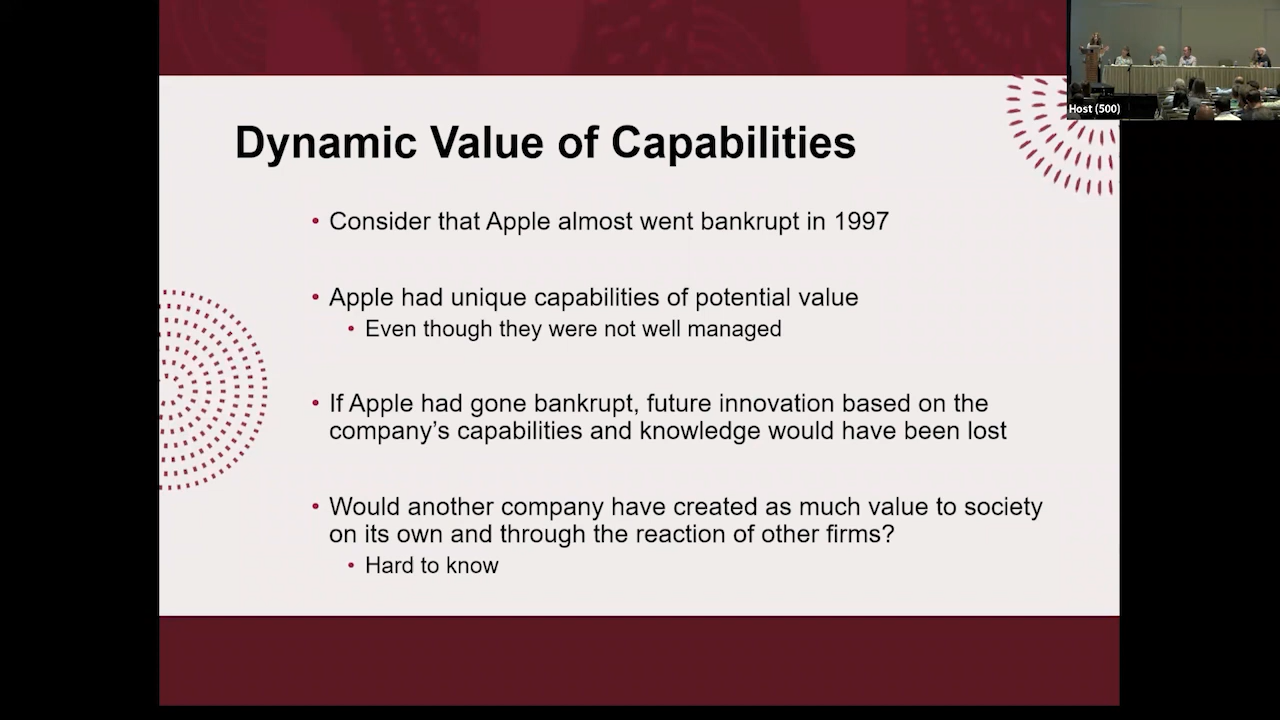 Host (500)
Dynamic Value of Capabilities
• Consider that Apple almost went bankrupt in 1997
• Apple had unique capabilities of potential value
• Even though they were not well managed
• If Apple had gone bankrupt, future innovation based on the
company’s capabilities and knowledge would have been lost
• Would another company have created as much value to society
on its own and through the reaction of other firms?
• Hard to know